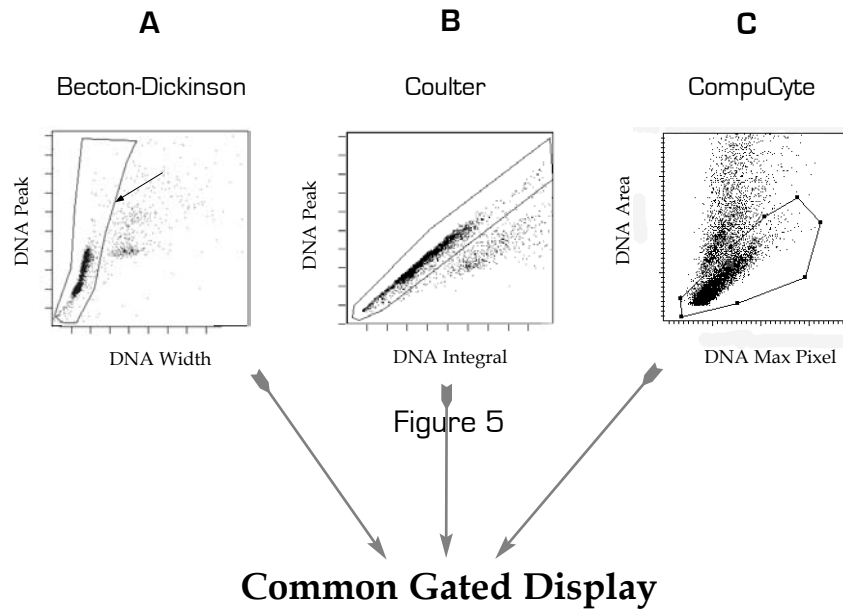 A
B
C
Becton-Dickinson
Coulter
CompuCyte
DNA Peak
DNA Width
DNA Peak
DNA Integral
DNA Area
DNA Max Pixel
Figure 5
Common Gated Display